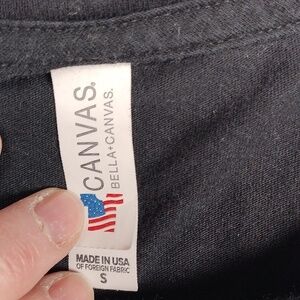 CANVAS.
BELLA+CANVAS.
MADE IN USA
OF FOREIGN FABRIC
S